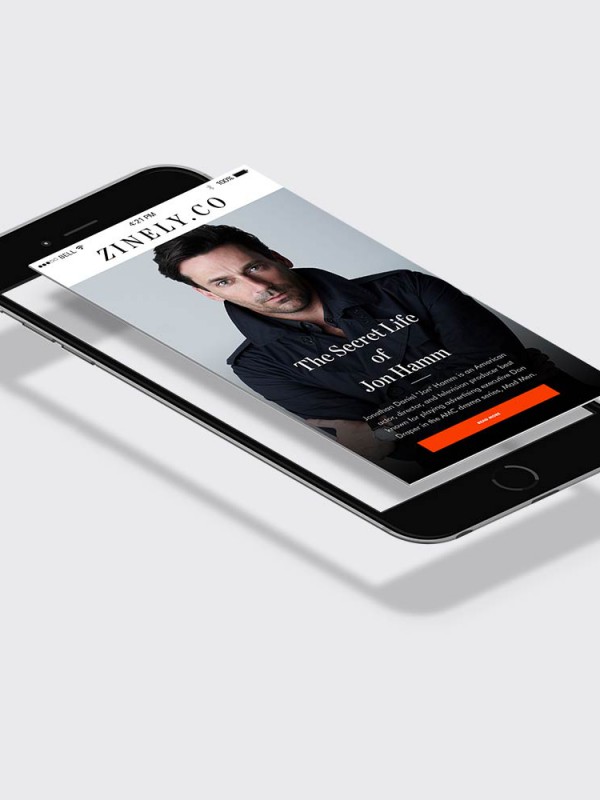 BELL 4:21 PM 100%
ZINELY.CO
The Secret Life
of
Jon Hamm
Jonathan Daniel "Jon" Hamm is an American
actor, director, and television producer best
known for playing advertising executive Don
Draper in the AMC drama series, Mad Men.
READ MORE